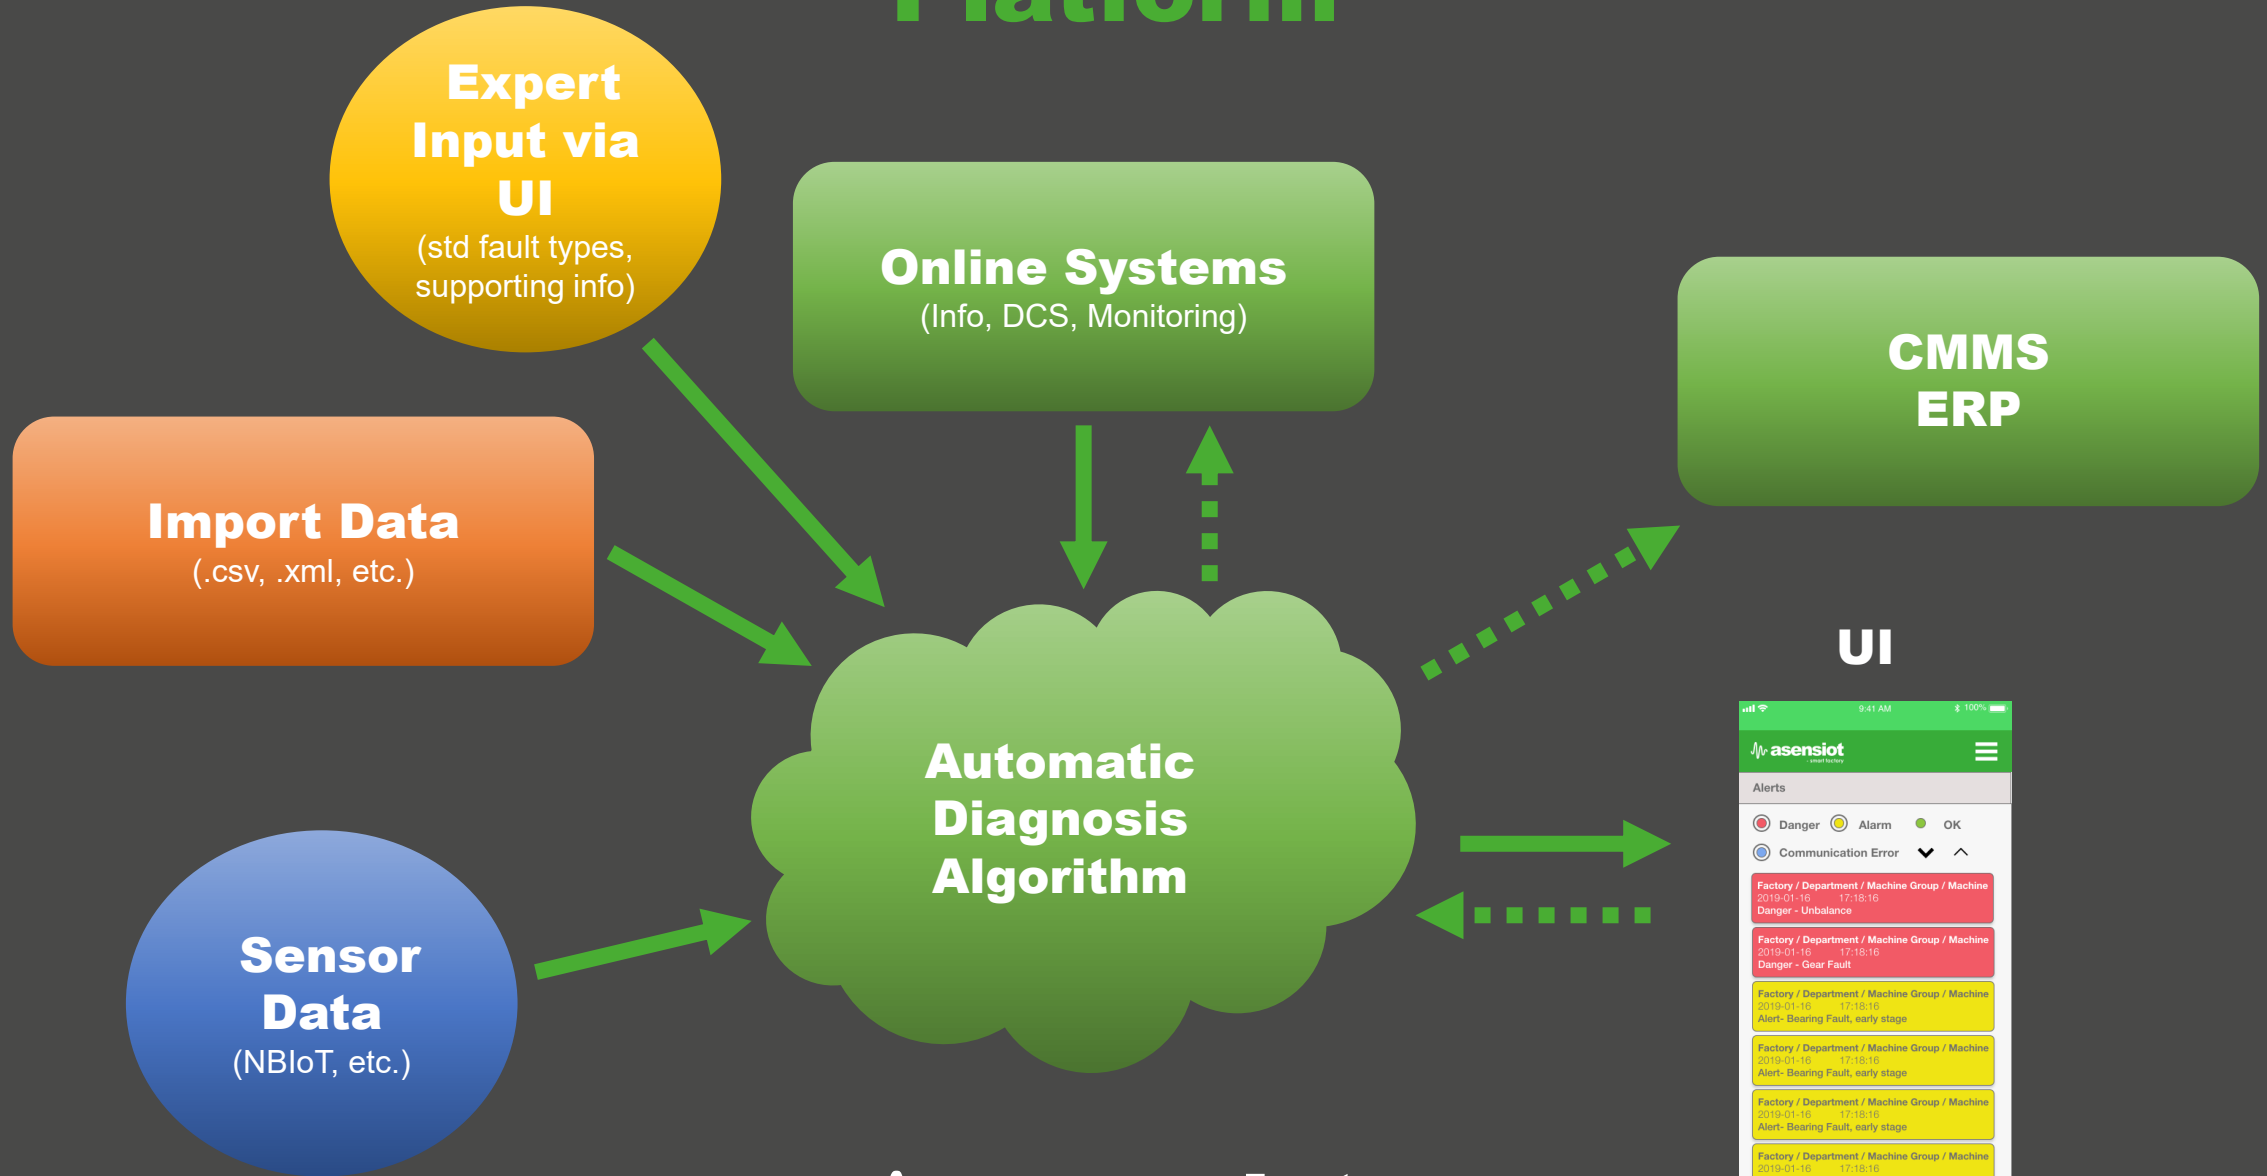 Platform
Expert
Input via
UI
(std fault types,
supporting info)
Online Systems
(Info, DCS, Monitoring)
CMMS
ERP
Import Data
(.csv, .xml, etc.)
UI
Automatic
Diagnosis
Algorithm
Sensor
Data
(NBIoT, etc.)
9:41 AM 100%
asensiot
- smart factory
Alerts
Danger Alarm OK
Communication Error
Factory / Department / Machine Group / Machine
2019-01-16 17:18:16
Danger - Unbalance
Factory / Department / Machine Group / Machine
2019-01-16 17:18:16
Danger - Gear Fault
Factory / Department / Machine Group / Machine
2019-01-16 17:18:16
Alert- Bearing Fault, early stage
Factory / Department / Machine Group / Machine
2019-01-16 17:18:16
Alert- Bearing Fault, early stage
Factory / Department / Machine Group / Machine
2019-01-16 17:18:16
Alert- Bearing Fault, early stage
Factory / Department / Machine Group / Machine
2019-01-16 17:18:16